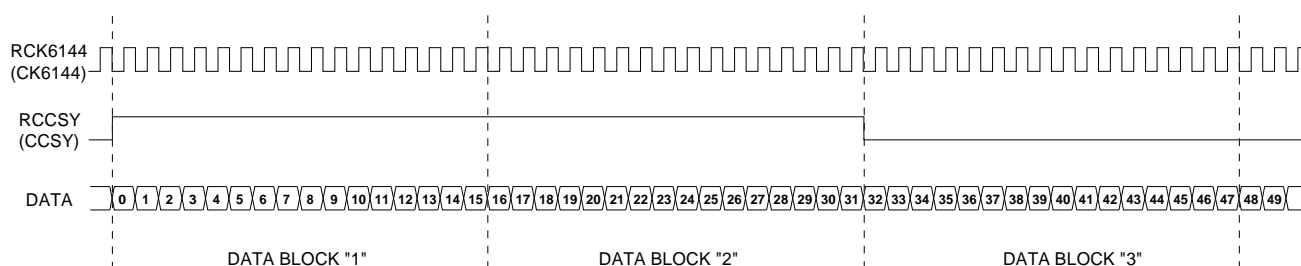 RCK6144
(CK6144)
RCCSY
(CCSY)
DATA 0 1 2 3 4 5 6 7 8 9 10 11 12 13 14 15 16 17 18 19 20 21 22 23 24 25 26 27 28 29 30 31 32 33 34 35 36 37 38 39 40 41 42 43 44 45 46 47 48 49
DATA BLOCK "1" DATA BLOCK "2" DATA BLOCK "3"